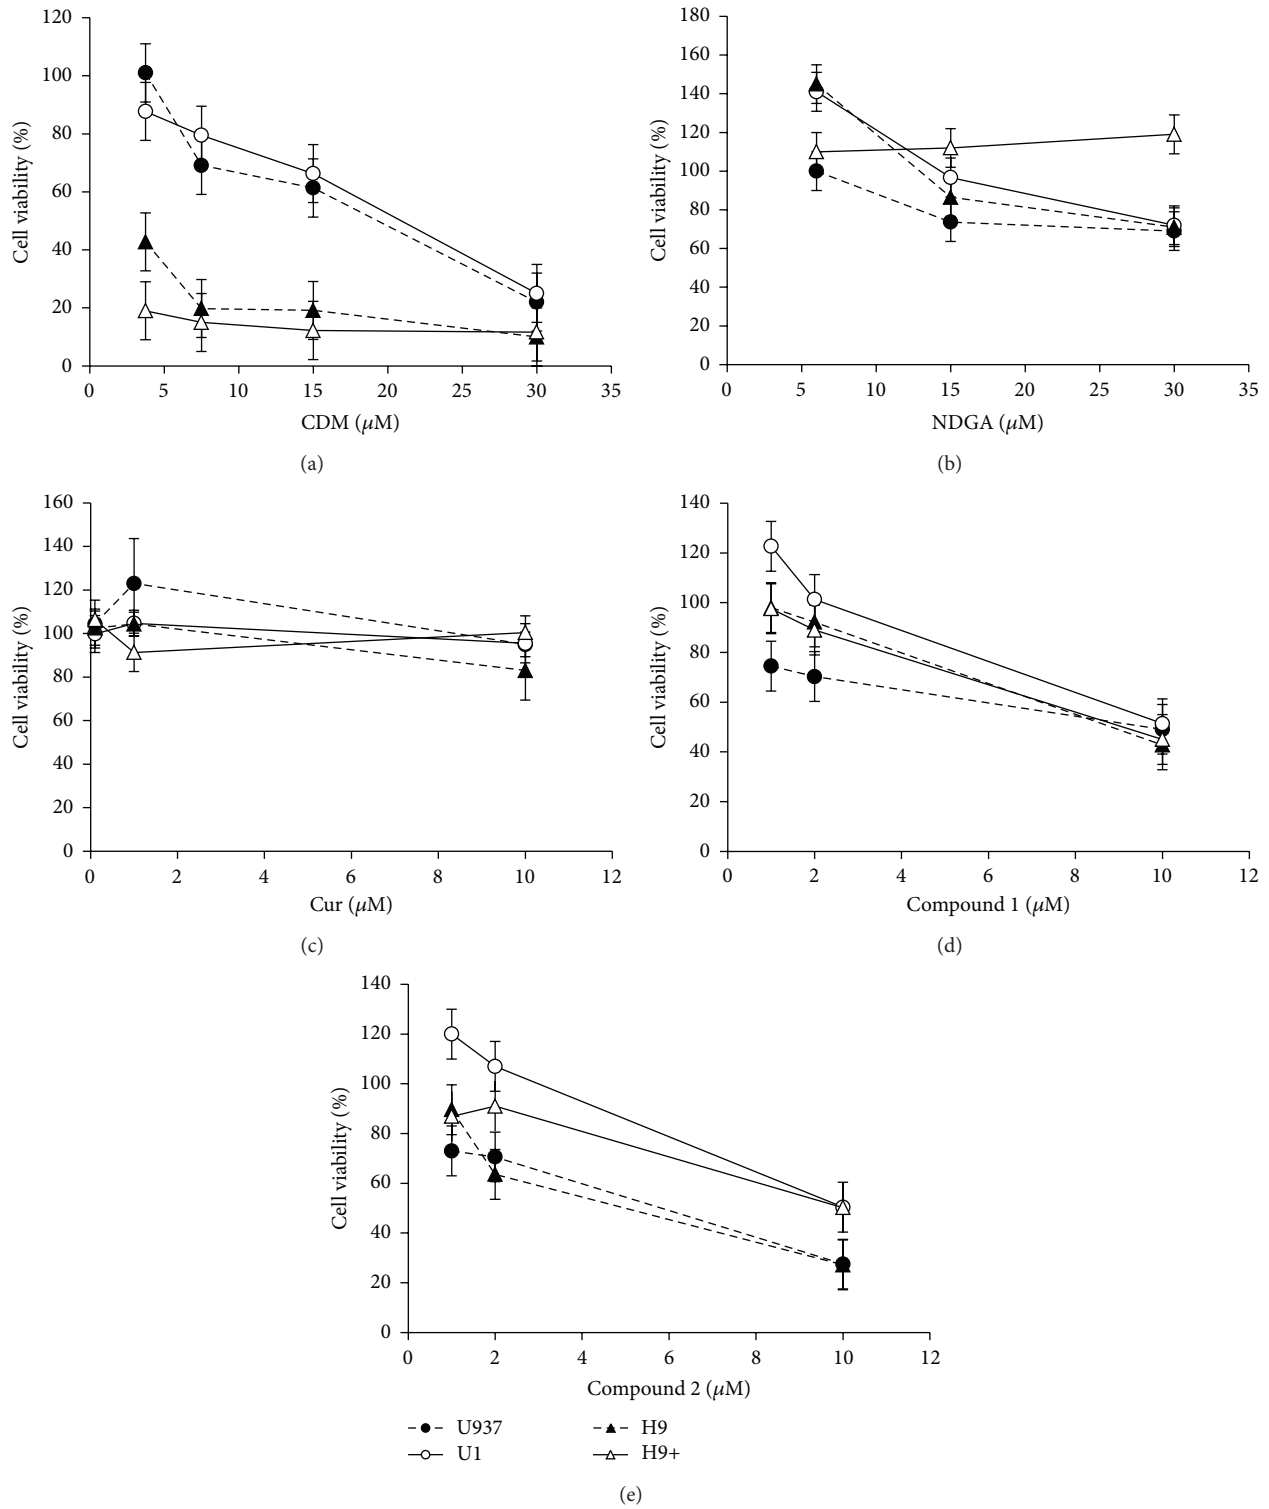 120
100
80
60
40
20
0
Cell viability (%)
0 5 10 15 20 25 30 35
CDM (μM)
(a)
180
160
140
120
100
80
60
40
20
0
Cell viability (%)
0 5 10 15 20 25 30 35
NDGA (μM)
(b)
160
140
120
100
80
60
40
20
0
Cell viability (%)
0 2 4 6 8 10 12
Cur (μM)
(c)
140
120
100
80
60
40
20
0
Cell viability (%)
0 2 4 6 8 10 12
Compound 1 (μM)
(d)
140
120
100
80
60
40
20
0
Cell viability (%)
0 2 4 6 8 10 12
Compound 2 (μM)
U937 H9
U1 H9+
(e)